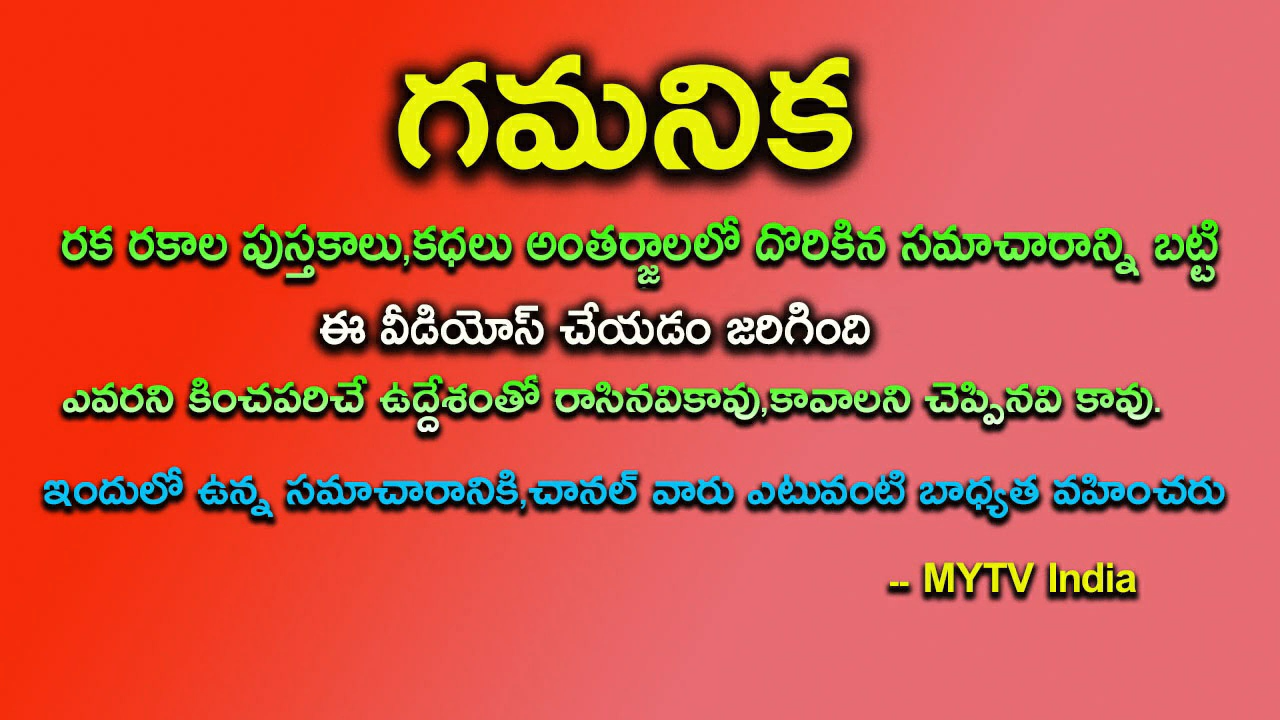 గమనిక
రక రకాల పుస్తకాలు,కధలు అంతర్జాలలో దొరికిన సమాచారాన్ని బట్టి
ఈ వీడియోస్ చేయడం జరిగింది
ఎవరని కించపరిచే ఉద్దేశంతో రాసినవికావు,కావాలని చెప్పినవి కావు.
ఇందులో ఉన్న సమాచారానికి,చానల్ వారు ఎటువంటి బాధ్యత వహించరు
-- MYTV India